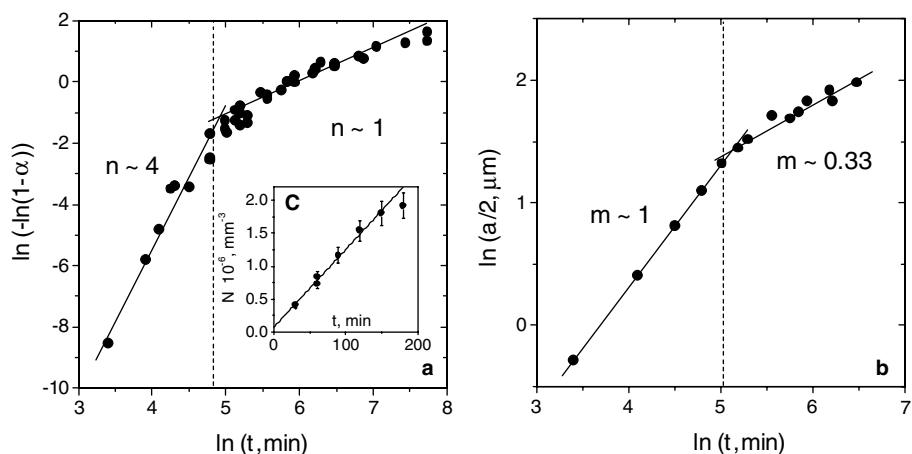 2
0
-2
-4
-6
-8
-10
ln (-ln(1-α))
n ~ 4
n ~ 1
C
2.0
1.5
1.0
0.5
0.0
N 10⁻⁶, mm⁻³
0 100 200
t, min
a
3 4 5 6 7 8
ln (t, min)
2
1
0
ln (a/2, μm)
m ~ 1
m ~ 0.33
b
3 4 5 6 7
ln (t, min)